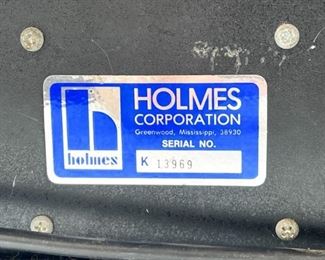 HOLMES
CORPORATION
Greenwood, Mississippi, 38930
SERIAL NO.
K 13969
holmes